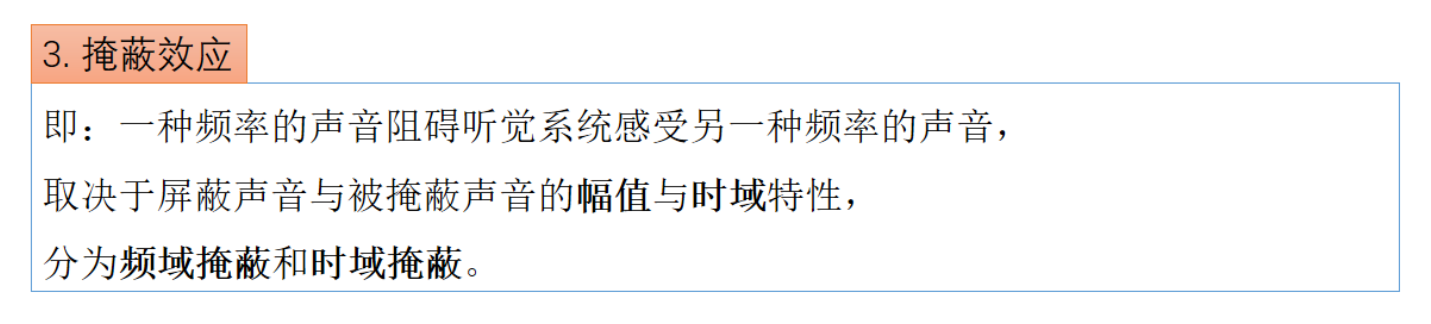 3. 掩蔽效应
即：一种频率的声音阻碍听觉系统感受另一种频率的声音，
取决于屏蔽声音与被掩蔽声音的幅值与时域特性，
分为频域掩蔽和时域掩蔽。